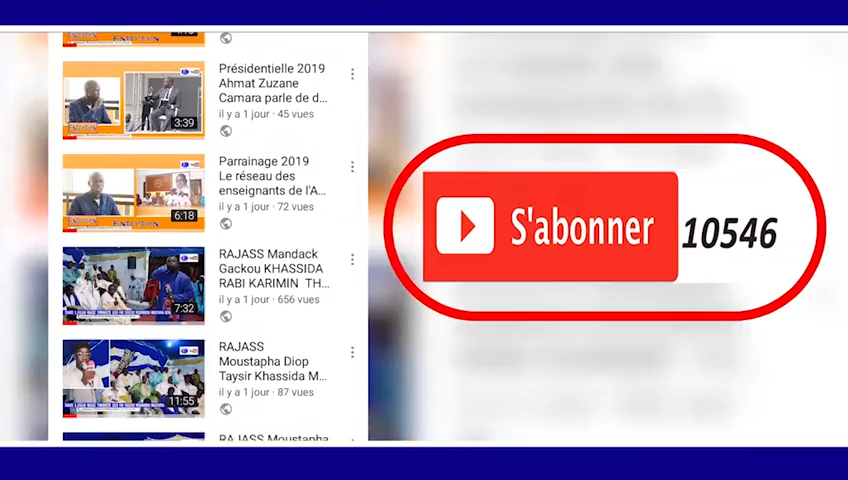 Présidentielle 2019
Ahmat Zuzane
Camara parle de d...
il y a 1 jour · 45 vues
3:39
Parrainage 2019
Le réseau des
enseignants de l'A...
il y a 1 jour · 72 vues
6:18
RAJASS Mandack
Gackou KHASSIDA
RABI KARIMIN TH...
il y a 1 jour · 656 vues
7:32
RAJASS
Moustapha Diop
Taysir Khassida M...
il y a 1 jour · 87 vues
11:55
RAJASS Moustapha
S'abonner
10546